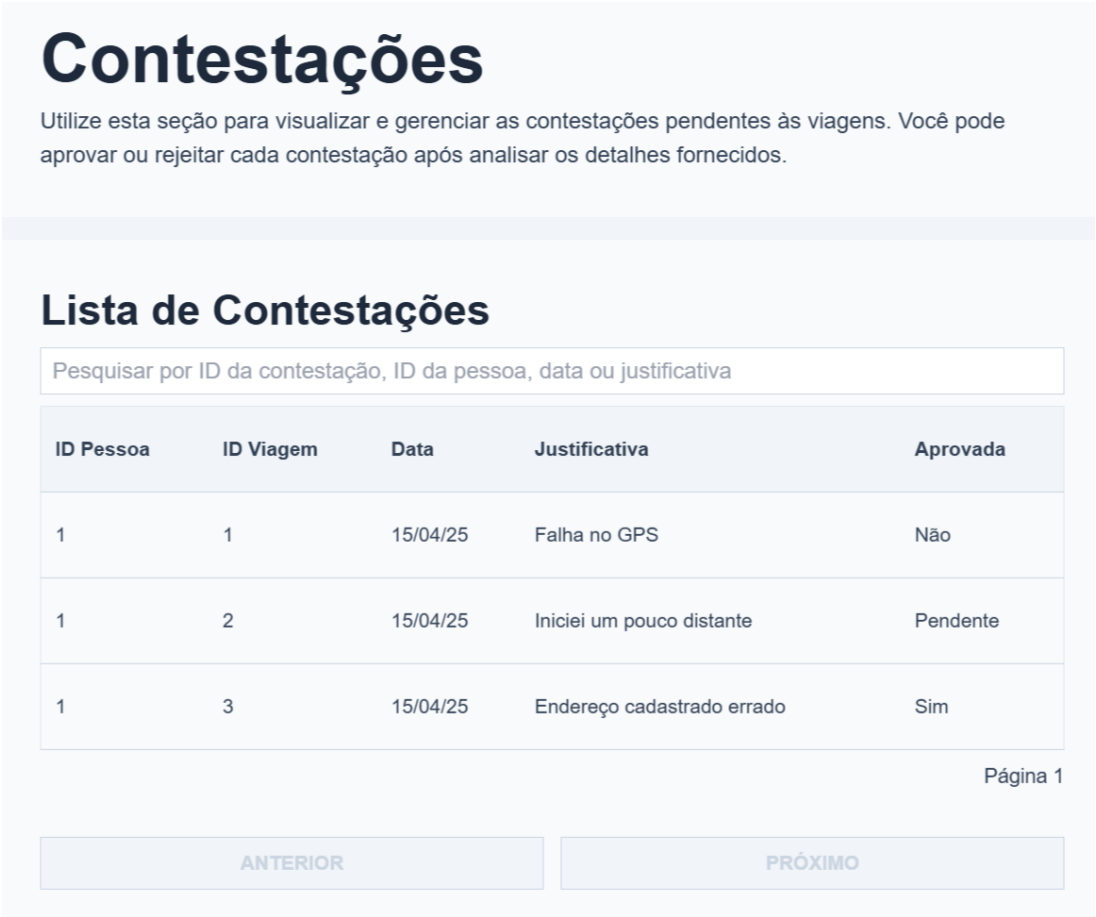 Contestações
Utilize esta seção para visualizar e gerenciar as contestações pendentes às viagens. Você pode
aprovar ou rejeitar cada contestação após analisar os detalhes fornecidos.
Lista de Contestações
Pesquisar por ID da contestação, ID da pessoa, data ou justificativa
ID Pessoa ID Viagem Data Justificativa Aprovada
1 1 15/04/25 Falha no GPS Não
1 2 15/04/25 Iniciei um pouco distante Pendente
1 3 15/04/25 Endereço cadastrado errado Sim
Página 1
ANTERIOR PRÓXIMO